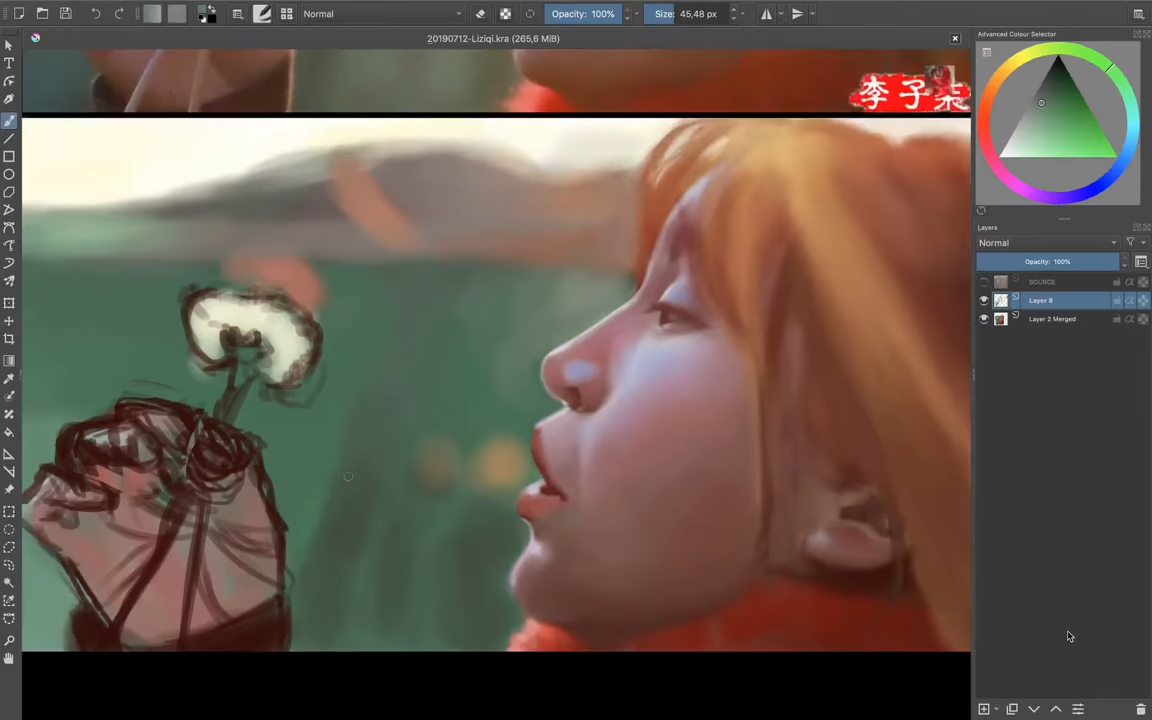 Normal
Opacity: 100%
Size: 45,48 px
20190712-Liziqi.kra (265,6 MiB)
Advanced Colour Selector
李子柒
Layers
Normal
Opacity: 100%
SOURCE
Layer 8
Layer 2 Merged